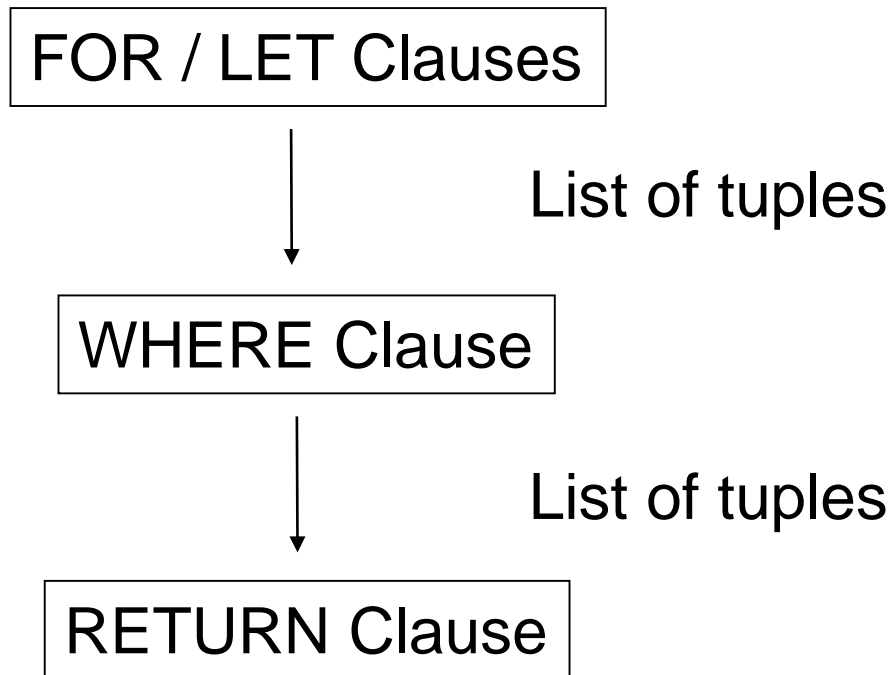 FOR / LET Clauses
List of tuples
WHERE Clause
List of tuples
RETURN Clause